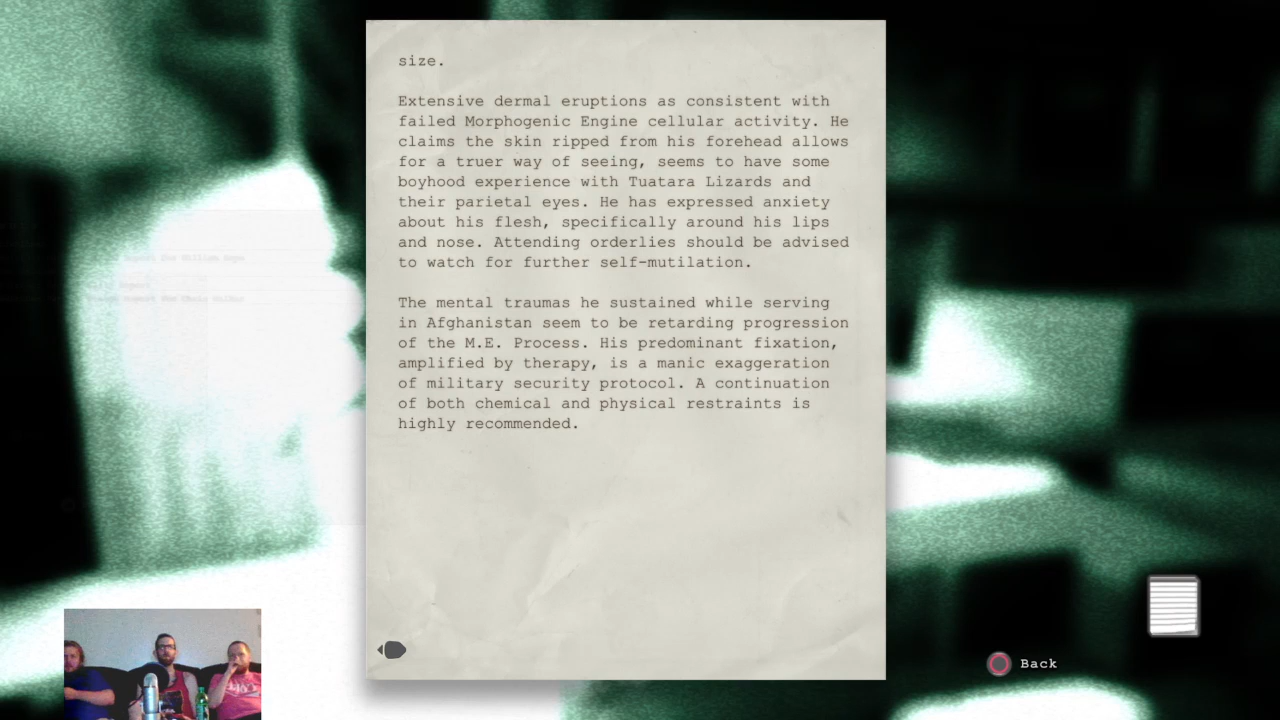 size.
Extensive dermal eruptions as consistent with
failed Morphogenic Engine cellular activity. He
claims the skin ripped from his forehead allows
for a truer way of seeing, seems to have some
boyhood experience with Tuatara Lizards and
their parietal eyes. He has expressed anxiety
about his flesh, specifically around his lips
and nose. Attending orderlies should be advised
to watch for further self-mutilation.
The mental traumas he sustained while serving
in Afghanistan seem to be retarding progression
of the M.E. Process. His predominant fixation,
amplified by therapy, is a manic exaggeration
of military security protocol. A continuation
of both chemical and physical restraints is
highly recommended.
Back